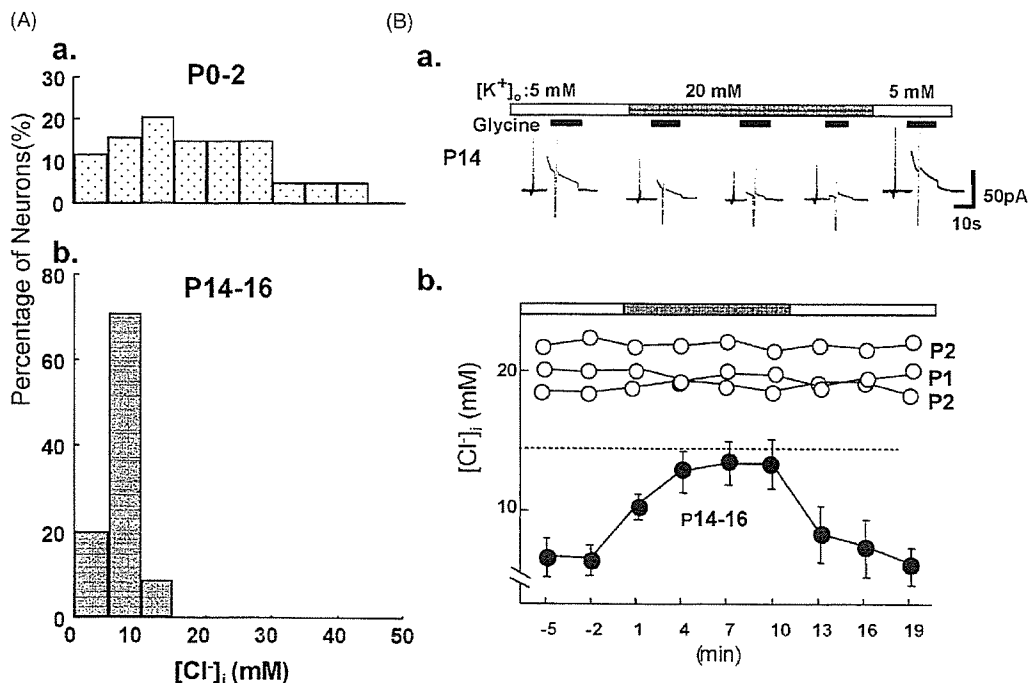 (A)
a.
P0-2
30
20
10
0
b.
P14-16
80
60
40
20
0
Percentage of Neurons(%)
0 10 20 30 40 50
[Cl-]i (mM)
(B)
a.
[K+]o :5 mM 20 mM 5 mM
Glycine
P14
50pA
10s
b.
[Cl-]i (mM)
20
10
P2
P1
P2
P14-16
-5 -2 1 4 7 10 13 16 19
(min)